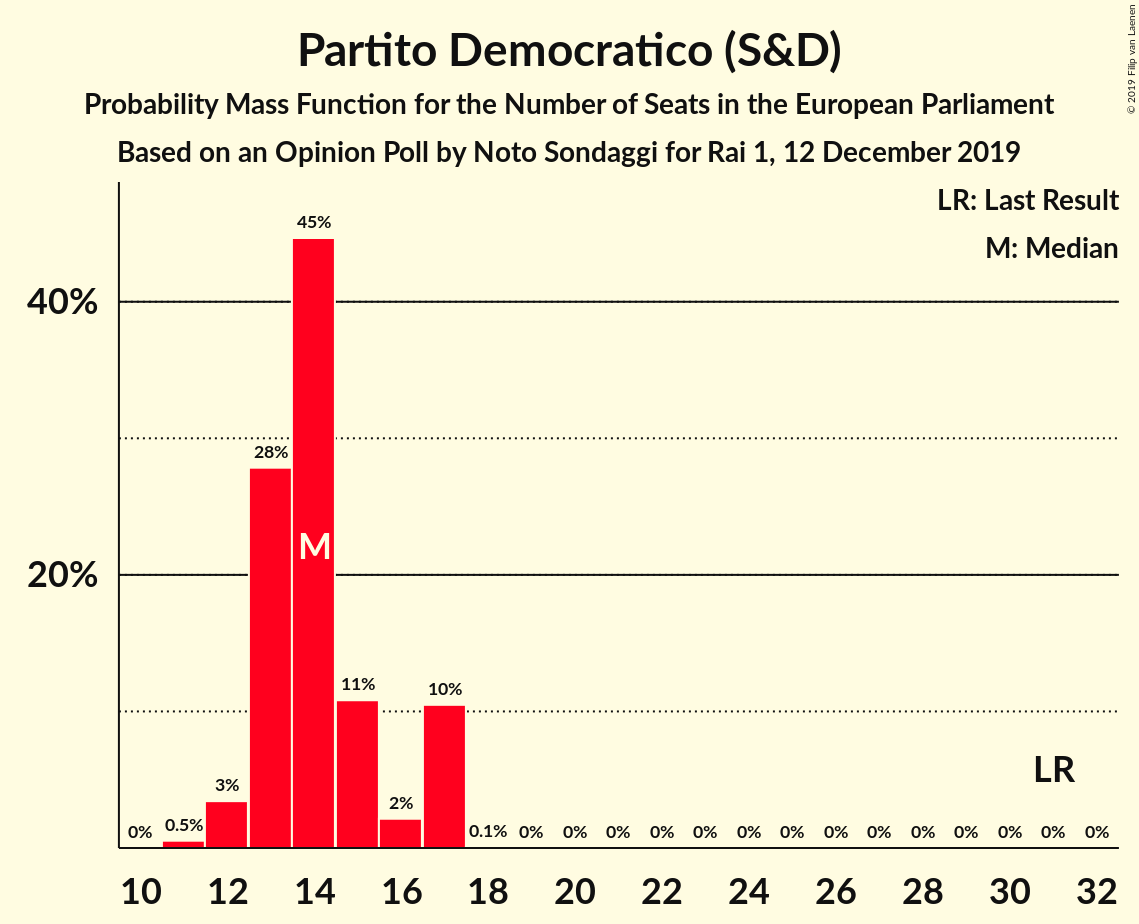 Partito Democratico (S&D)
Probability Mass Function for the Number of Seats in the European Parliament
Based on an Opinion Poll by Noto Sondaggi for Rai 1, 12 December 2019
© 2019 Filip van Laenen
LR: Last Result
M: Median
45%
40%
28%
M
20%
11%
10%
LR
3%
2%
0% 0.5% 0.1% 0% 0% 0% 0% 0% 0% 0% 0% 0% 0% 0% 0% 0%
10 12 14 16 18 20 22 24 26 28 30 32